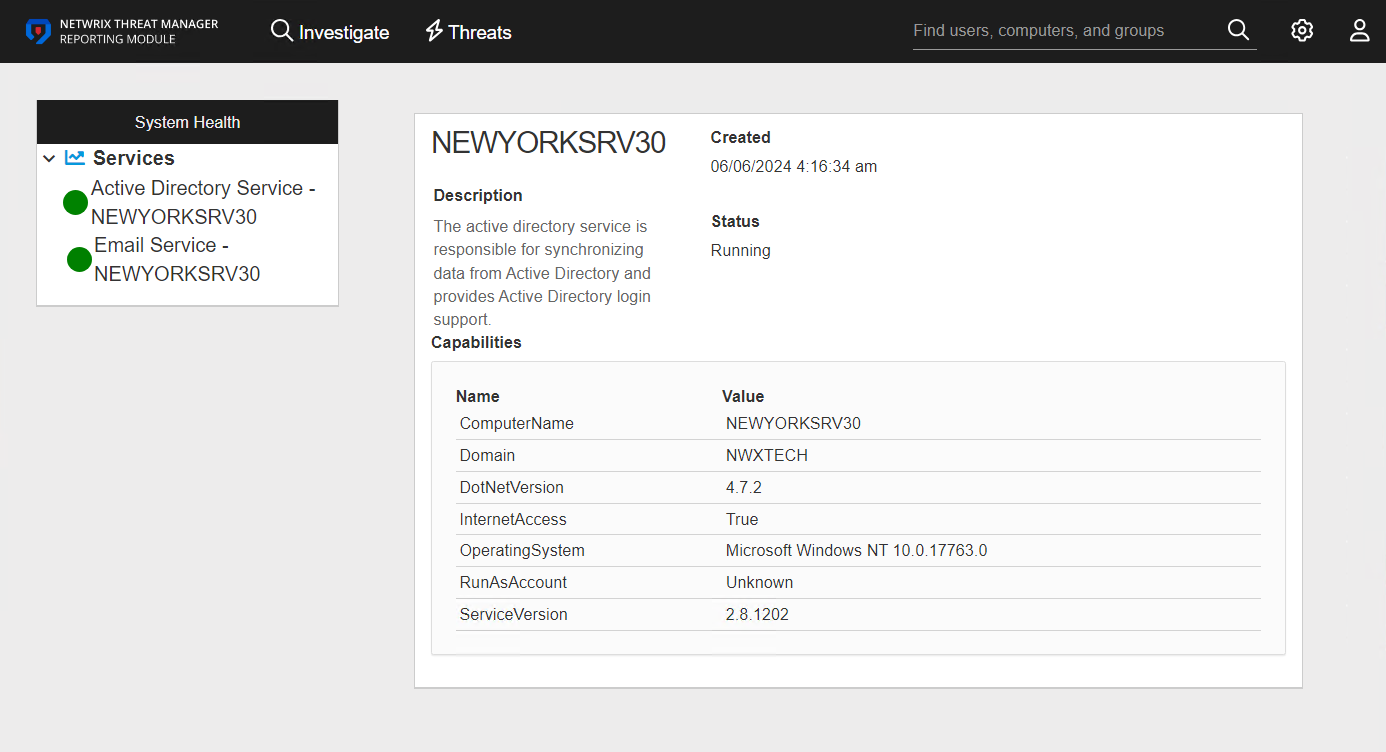 NETWRIX THREAT MANAGER
REPORTING MODULE
Investigate
Threats
Find users, computers, and groups
System Health
Services
Active Directory Service -
NEWYORKSRV30
Email Service -
NEWYORKSRV30
NEWYORKSRV30
Created
06/06/2024 4:16:34 am
Description
The active directory service is
responsible for synchronizing
data from Active Directory and
provides Active Directory login
support.
Status
Running
Capabilities
Name Value
ComputerName NEWYORKSRV30
Domain NWXTECH
DotNetVersion 4.7.2
InternetAccess True
OperatingSystem Microsoft Windows NT 10.0.17763.0
RunAsAccount Unknown
ServiceVersion 2.8.1202